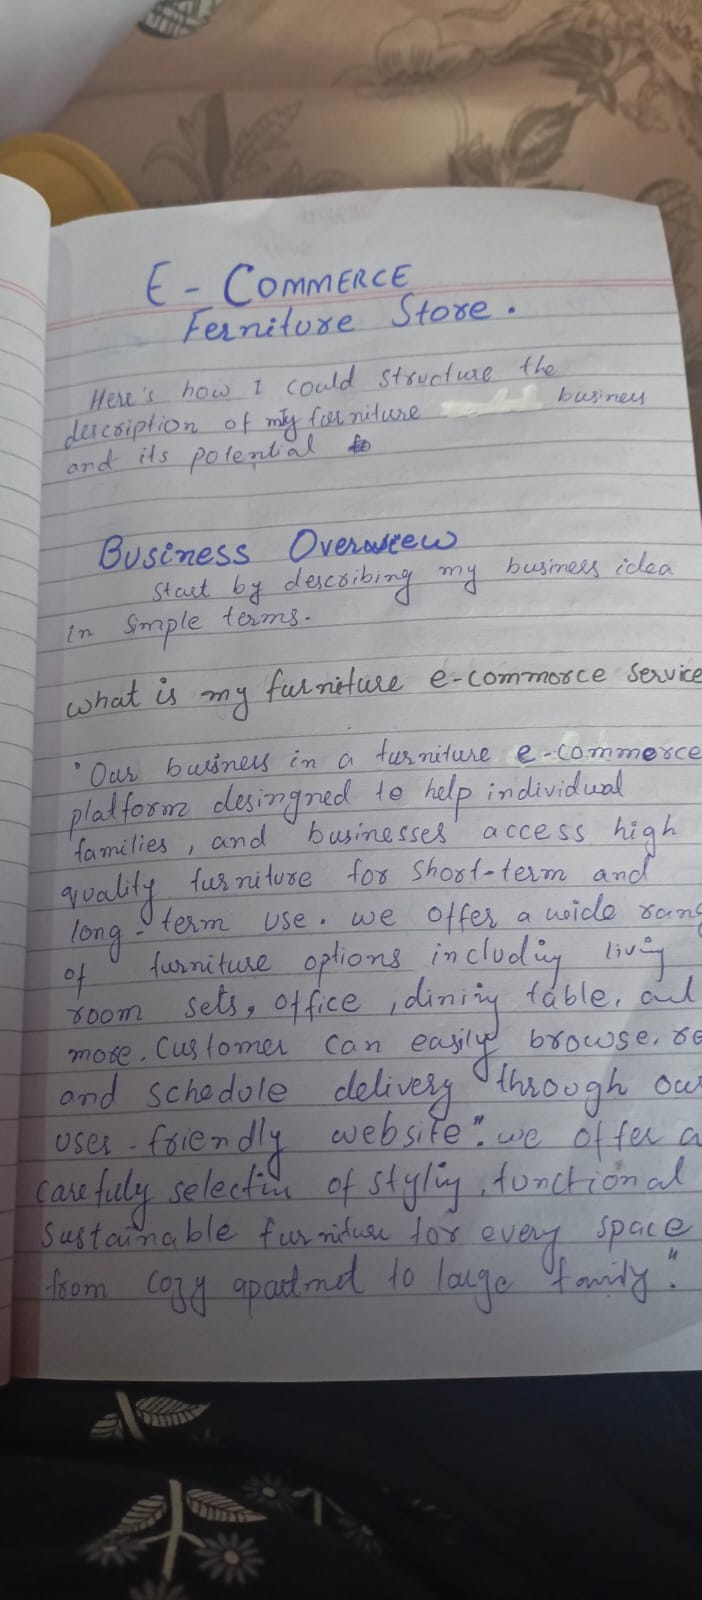 E - COMMERCE
Ferniture Store.
Here's how I could structure the
description of my furniture business
and its potential
Business Overview
start by describing my business idea
in simple terms.
what is my furniture e-commorce service
"Our business in a furniture e-commerce
platform desingned to help individual
families, and businesses access high
quality furniture for short-term and
long-term use. we offer a wide rang
of furniture options including living
room sets, office, dining table, and
more. Customer can easily browse,
and schedule delivery through our
user-friendly website". we offer a
carefuly selectin of styling, functional
Sustainable furniture for every space
from cozy apartmet to large family".